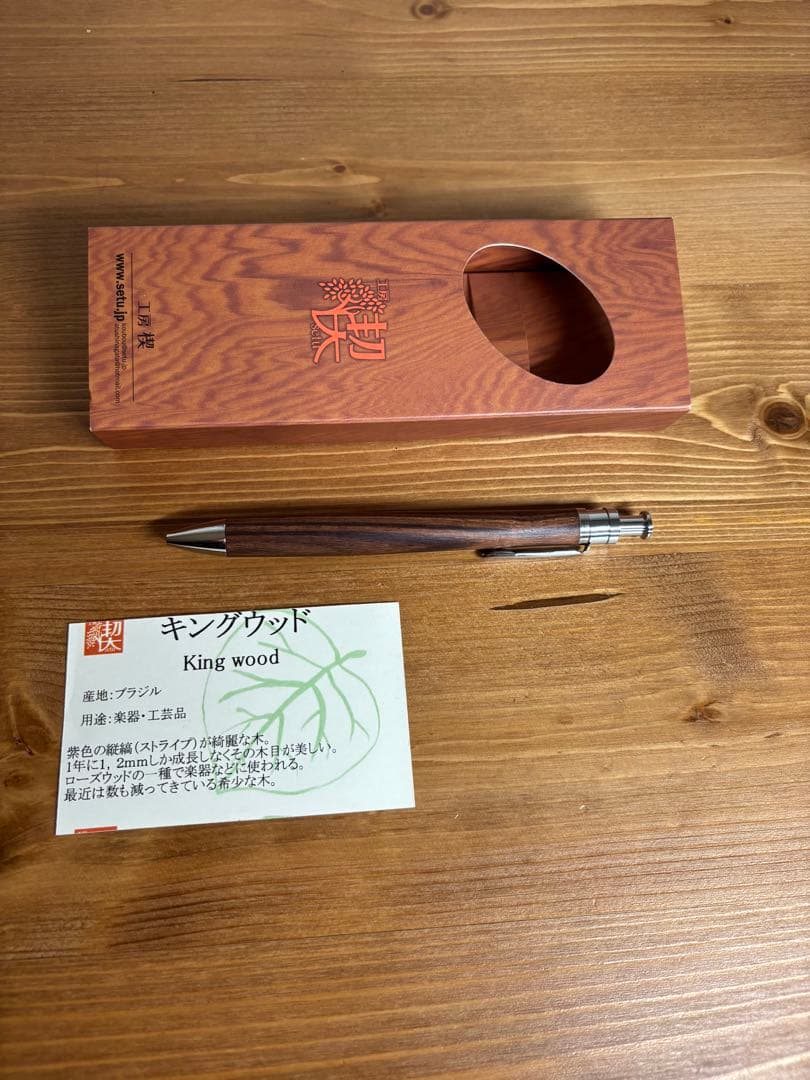 工房 楔
www.setu.jp
工房
楔
setu
楔
キングウッド
King wood
産地:ブラジル
用途:楽器・工芸品
紫色の縦縞(ストライプ)が綺麗な木。
1年に1，2mmしか成長しなくその木目が美しい。
ローズウッドの一種で楽器などに使われる。
最近は数も減ってきている希少な木。